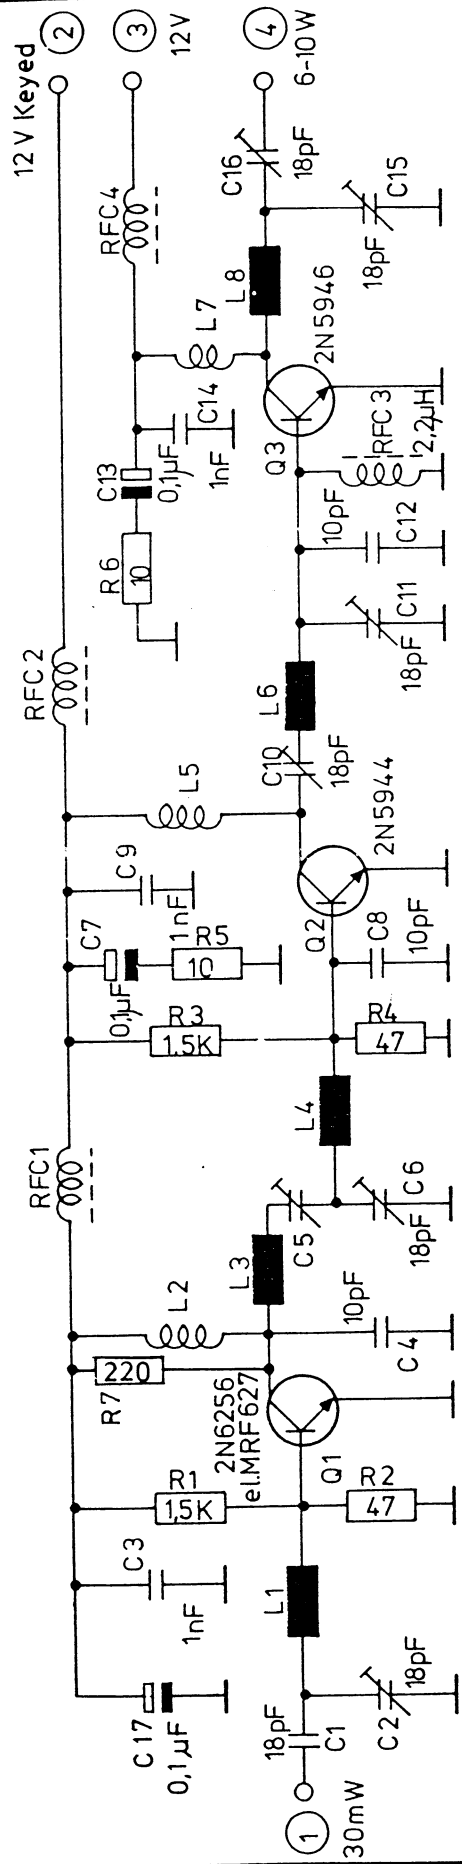 1
30mW
18pF
C1
C2
18pF
C17
0,1µF
C3
1nF
L1
R1
1,5K
R2
47
R7
220
2N6256
el.MRF627
Q1
L2
L3
10pF
C4
C5
C6
18pF
RFC1
L4
R3
1.5K
R4
47
C7
0,1µF
R5
10
C9
1nF
C8
10pF
Q2
2N5944
L5
RFC2
C10
18pF
L6
C11
18pF
C12
10pF
RFC3
2,2µH
R6
10
C13
0,1µF
C14
1nF
Q3
2N5946
L7
L8
RFC4
C15
18pF
C16
18pF
12V Keyed
2
3
12V
4
6-10W